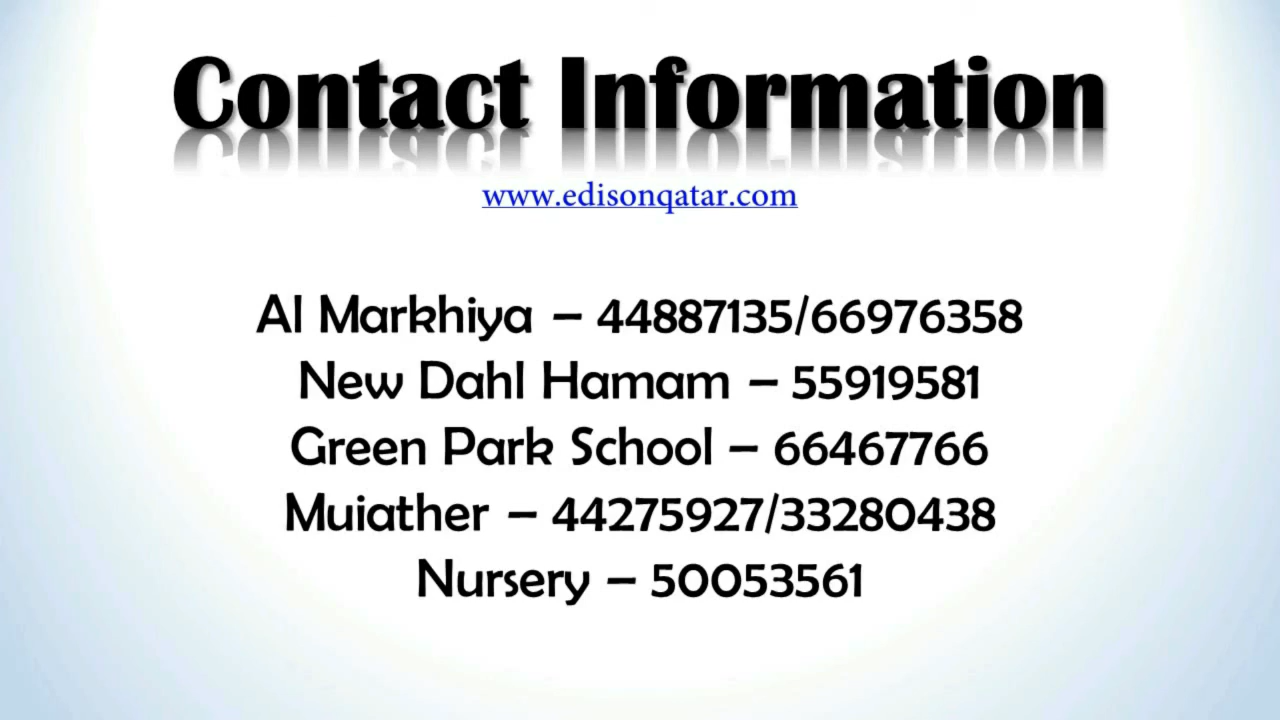 Contact Information
www.edisonqatar.com
Al Markhiya – 44887135/66976358
New Dahl Hamam – 55919581
Green Park School – 66467766
Muiather – 44275927/33280438
Nursery – 50053561